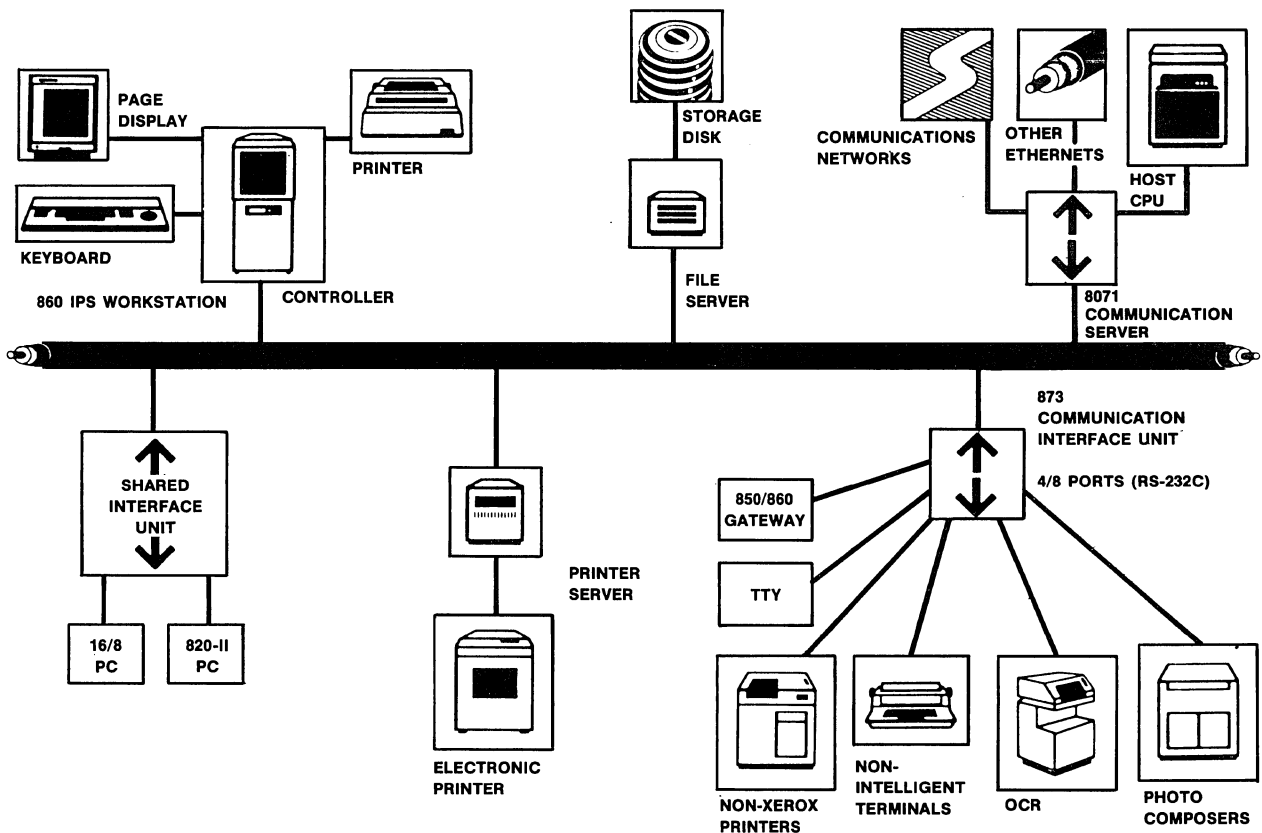 PAGE
DISPLAY
PRINTER
KEYBOARD
860 IPS WORKSTATION
CONTROLLER
STORAGE
DISK
FILE
SERVER
COMMUNICATIONS
NETWORKS
OTHER
ETHERNETS
HOST
CPU
8071
COMMUNICATION
SERVER
SHARED
INTERFACE
UNIT
16/8
PC
820-II
PC
PRINTER
SERVER
ELECTRONIC
PRINTER
873
COMMUNICATION
INTERFACE UNIT
4/8 PORTS (RS-232C)
850/860
GATEWAY
TTY
NON-XEROX
PRINTERS
NON-
INTELLIGENT
TERMINALS
OCR
PHOTO
COMPOSERS